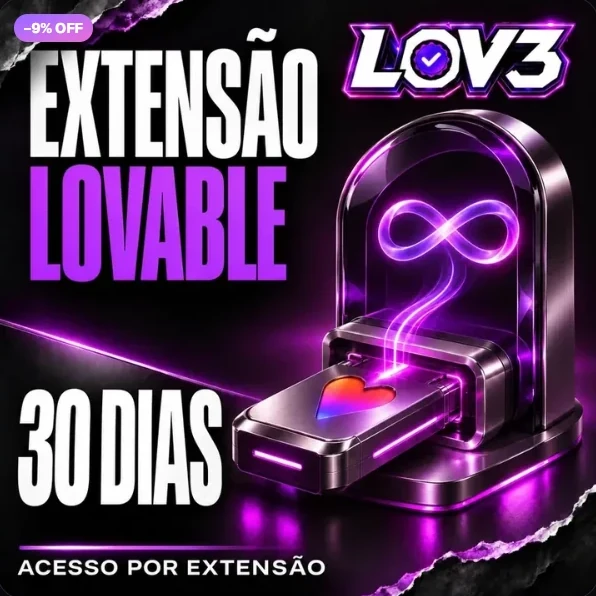 -9% OFF
EXTENSÃO
LOVABLE
LOV3
30 DIAS
ACESSO POR EXTENSÃO